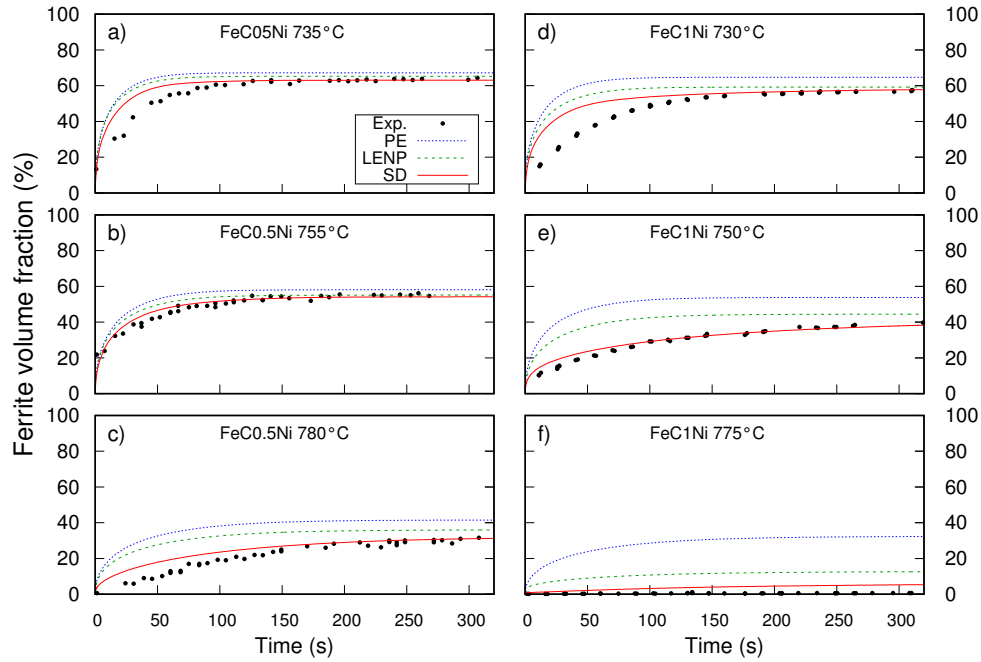 100 80 60 40 20 0
a) FeC05Ni 735°C
Exp.
PE
LENP
SD
d) FeC1Ni 730°C
100 80 60 40 20 0
100 80 60 40 20 0
b) FeC0.5Ni 755°C
e) FeC1Ni 750°C
100 80 60 40 20 0
100 80 60 40 20 0
c) FeC0.5Ni 780°C
f) FeC1Ni 775°C
100 80 60 40 20 0
0 50 100 150 200 250 300
0 50 100 150 200 250 300
Time (s)
Time (s)
Ferrite volume fraction (%)